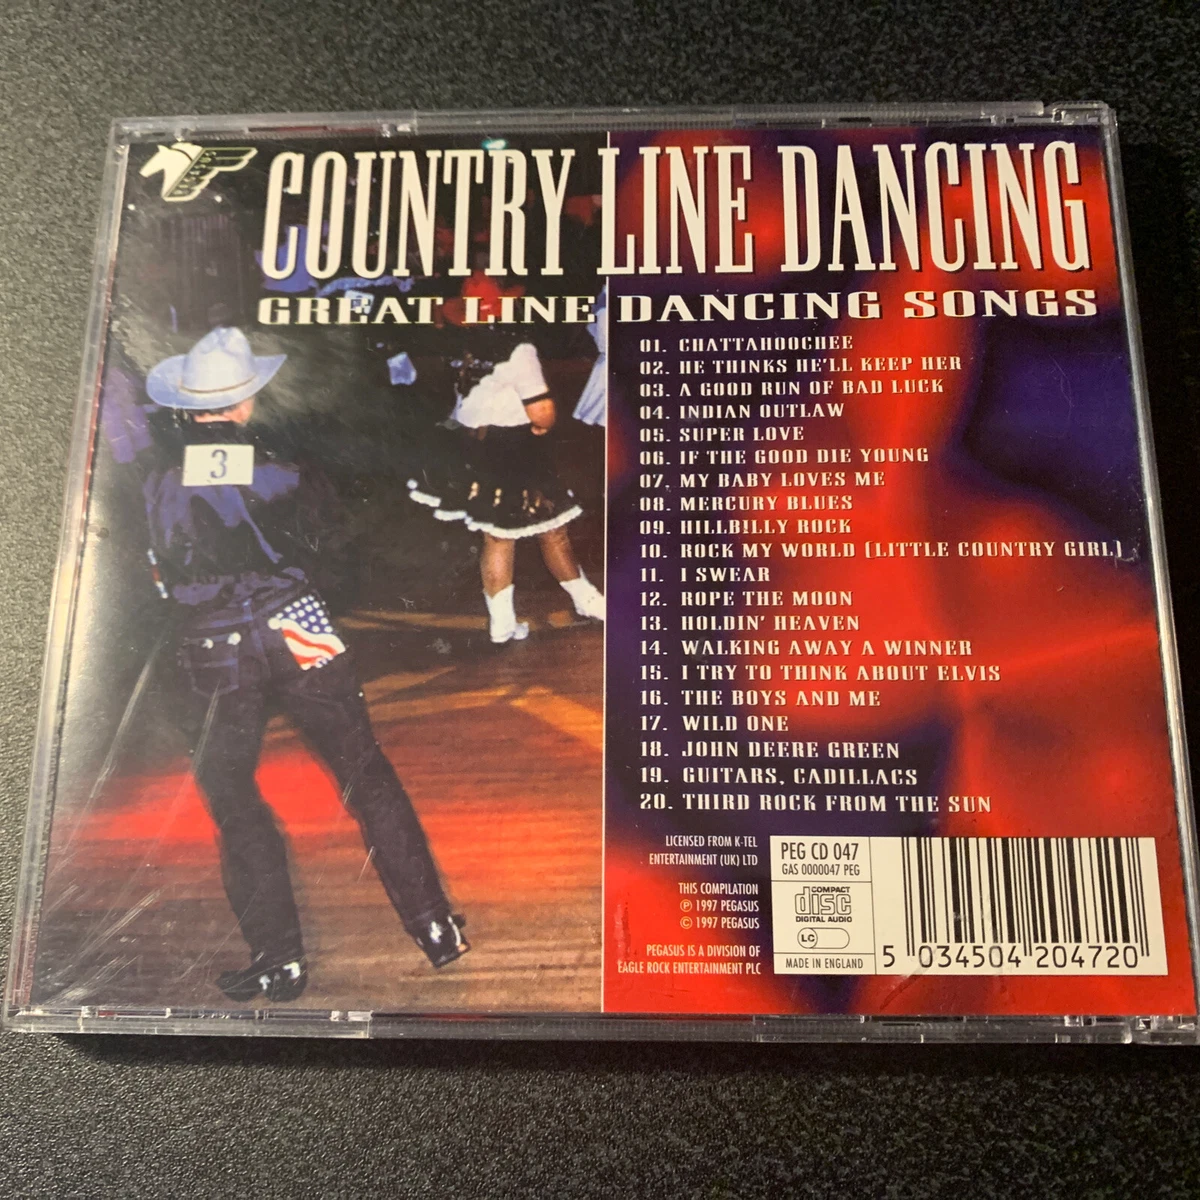 PEGASUS
COUNTRY LINE DANCING
GREAT LINE DANCING SONGS
3
01. CHATTAHOOCHEE
02. HE THINKS HE'LL KEEP HER
03. A GOOD RUN OF BAD LUCK
04. INDIAN OUTLAW
05. SUPER LOVE
06. IF THE GOOD DIE YOUNG
07. MY BABY LOVES ME
08. MERCURY BLUES
09. HILLBILLY ROCK
10. ROCK MY WORLD (LITTLE COUNTRY GIRL)
11. I SWEAR
12. ROPE THE MOON
13. HOLDIN' HEAVEN
14. WALKING AWAY A WINNER
15. I TRY TO THINK ABOUT ELVIS
16. THE BOYS AND ME
17. WILD ONE
18. JOHN DEERE GREEN
19. GUITARS, CADILLACS
20. THIRD ROCK FROM THE SUN
LICENSED FROM K-TEL
ENTERTAINMENT (UK) LTD
THIS COMPILATION
℗ 1997 PEGASUS
© 1997 PEGASUS
PEGASUS IS A DIVISION OF
EAGLE ROCK ENTERTAINMENT PLC
PEG CD 047
GAS 0000047 PEG
COMPACT
disc
DIGITAL AUDIO
LC
MADE IN ENGLAND
5 034504 204720